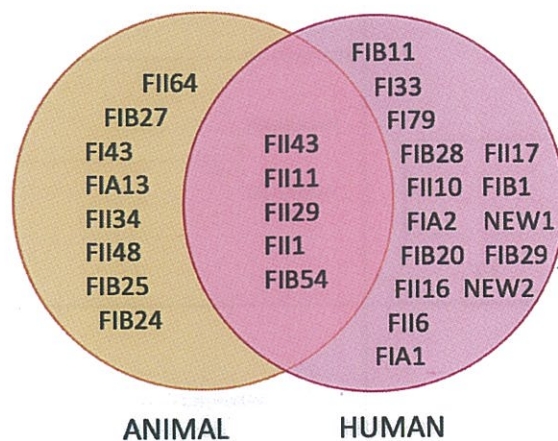 FIB11
FI33
FI79
FII64
FIB27
FI43
FIA13
FII34
FII48
FIB25
FIB24
FII43
FII11
FII29
FII1
FIB54
FIB28 FII17
FII10 FIB1
FIA2 NEW1
FIB20 FIB29
FII16 NEW2
FII6
FIA1
ANIMAL HUMAN